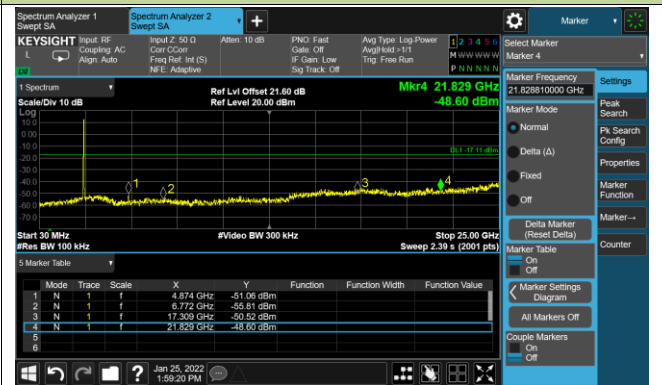 Spectrum Analyzer 1
Swept SA
Spectrum Analyzer 2
Swept SA
+
Marker
KEYSIGHT
L
Input: RF
Coupling: AC
Align: Auto
Input Z: 50 Ω
Corr CCorr
Freq Ref: Int (S)
NFE: Adaptive
Atten: 10 dB
PNO: Fast
Gate: Off
IF Gain: Low
Sig Track: Off
Avg Type: Log-Power
Avg|Hold:>1/1
Trig: Free Run
1 2 3 4 5 6
M W W W W W
P N N N N N
Select Marker
Marker 4
1 Spectrum
Scale/Div 10 dB
Log
Ref Lvl Offset 21.60 dB
Ref Level 20.00 dBm
Mkr4 21.829 GHz
-48.60 dBm
10.0
0.00
-10.0
-20.0
-30.0
-40.0
-50.0
-60.0
-70.0
DL1 -17.11 dBm
1
2
3
4
Start 30 MHz
#Res BW 100 kHz
#Video BW 300 kHz
Stop 25.00 GHz
Sweep 2.39 s (2001 pts)
5 Marker Table
Mode Trace Scale X Y Function Function Width Function Value
1 N 1 f 4.874 GHz -51.06 dBm
2 N 1 f 6.772 GHz -55.81 dBm
3 N 1 f 17.309 GHz -50.52 dBm
4 N 1 f 21.829 GHz -48.60 dBm
5
6
Marker Frequency
21.828810000 GHz
Marker Mode
Normal
Delta (Δ)
Fixed
Off
Delta Marker
(Reset Delta)
Marker Table
On
Off
Marker Settings
Diagram
All Markers Off
Couple Markers
On
Off
Settings
Peak
Search
Pk Search
Config
Properties
Marker
Function
Marker→
Counter
?
Jan 25, 2022
1:59:20 PM